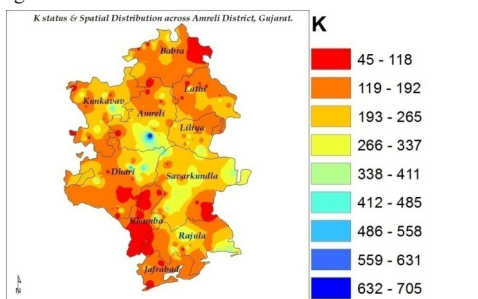 K status & Spatial Distribution across Amreli District, Gujarat.
K
Babra
Lathi
Kunkavav
Amreli
Liliya
Dhari
Savarkundla
Khamba
Rajula
Jafrabad
N
45 - 118
119 - 192
193 - 265
266 - 337
338 - 411
412 - 485
486 - 558
559 - 631
632 - 705